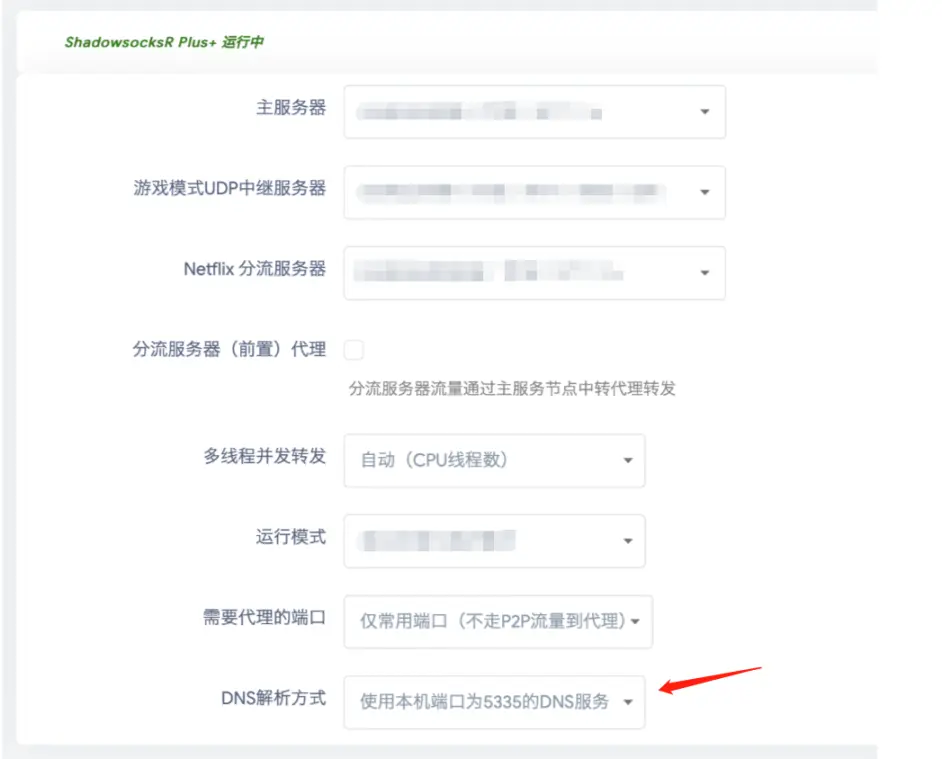 ShadowsocksR Plus+ 运行中
主服务器
游戏模式UDP中继服务器
Netflix 分流服务器
分流服务器（前置）代理
分流服务器流量通过主服务节点中转代理转发
多线程并发转发 自动（CPU线程数）
运行模式
需要代理的端口 仅常用端口（不走P2P流量到代理）
DNS解析方式 使用本机端口为5335的DNS服务